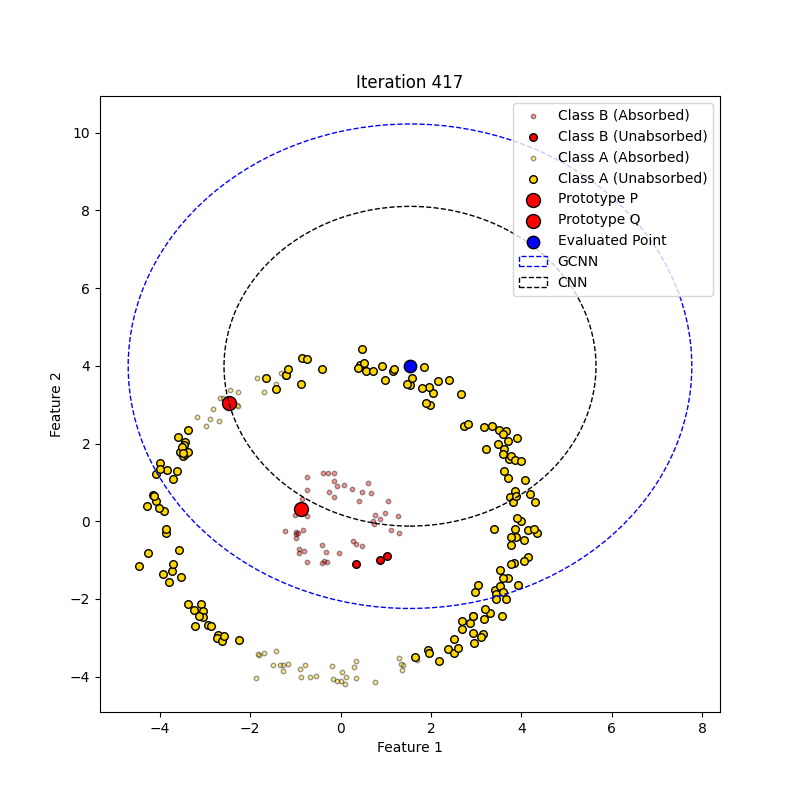 Iteration 417
Class B (Absorbed)
Class B (Unabsorbed)
Class A (Absorbed)
Class A (Unabsorbed)
Prototype P
Prototype Q
Evaluated Point
GCNN
CNN
10
8
6
4
2
0
−2
−4
Feature 2
−4 −2 0 2 4 6 8
Feature 1